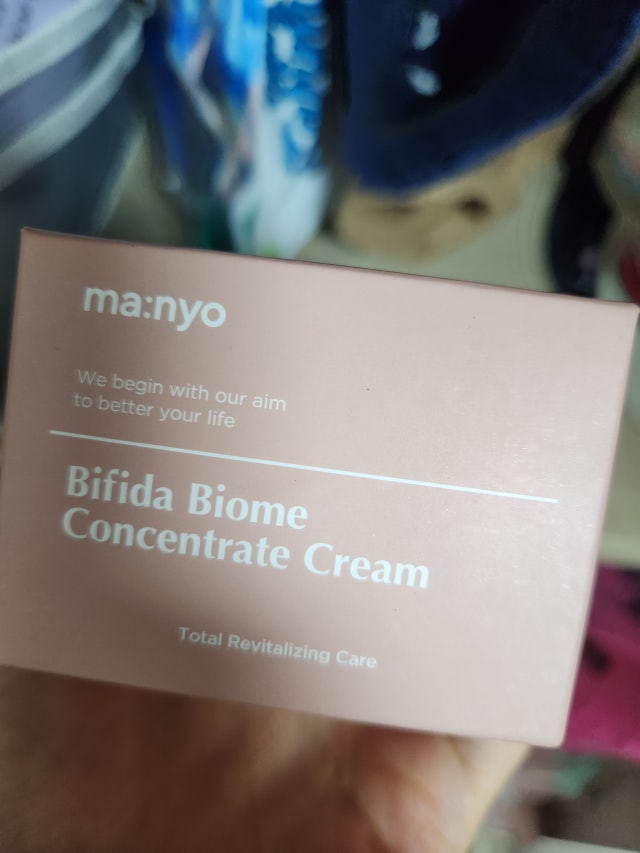 ma:nyo
We begin with our aim
to better your life
Bifida Biome
Concentrate Cream
Total Revitalizing Care